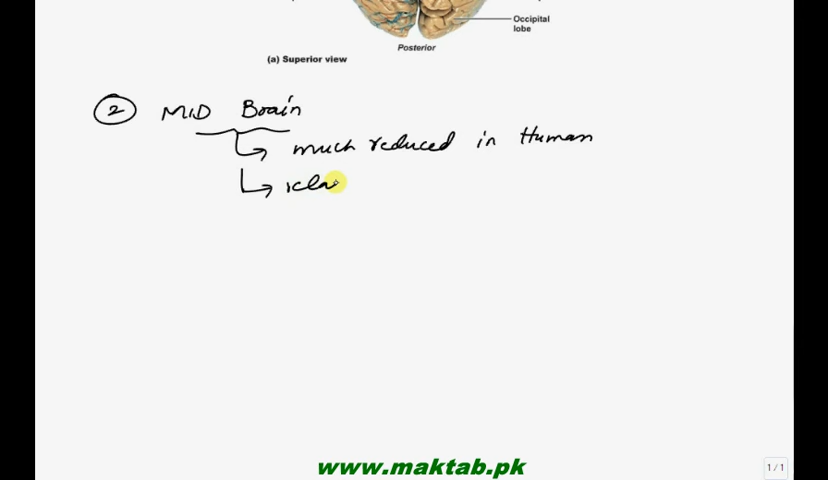 Occipital
lobe
Posterior
(a) Superior view
2 MID Brain
much reduced in Human
www.maktab.pk
1 / 1